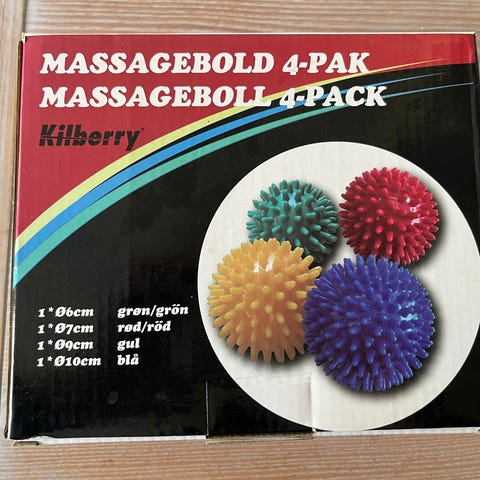 MASSAGEBOLD 4-PAK
MASSAGEBOLL 4-PACK
Kilberry
1*Ø6cm grøn/grön
1*Ø7cm rød/röd
1*Ø9cm gul
1*Ø10cm blå